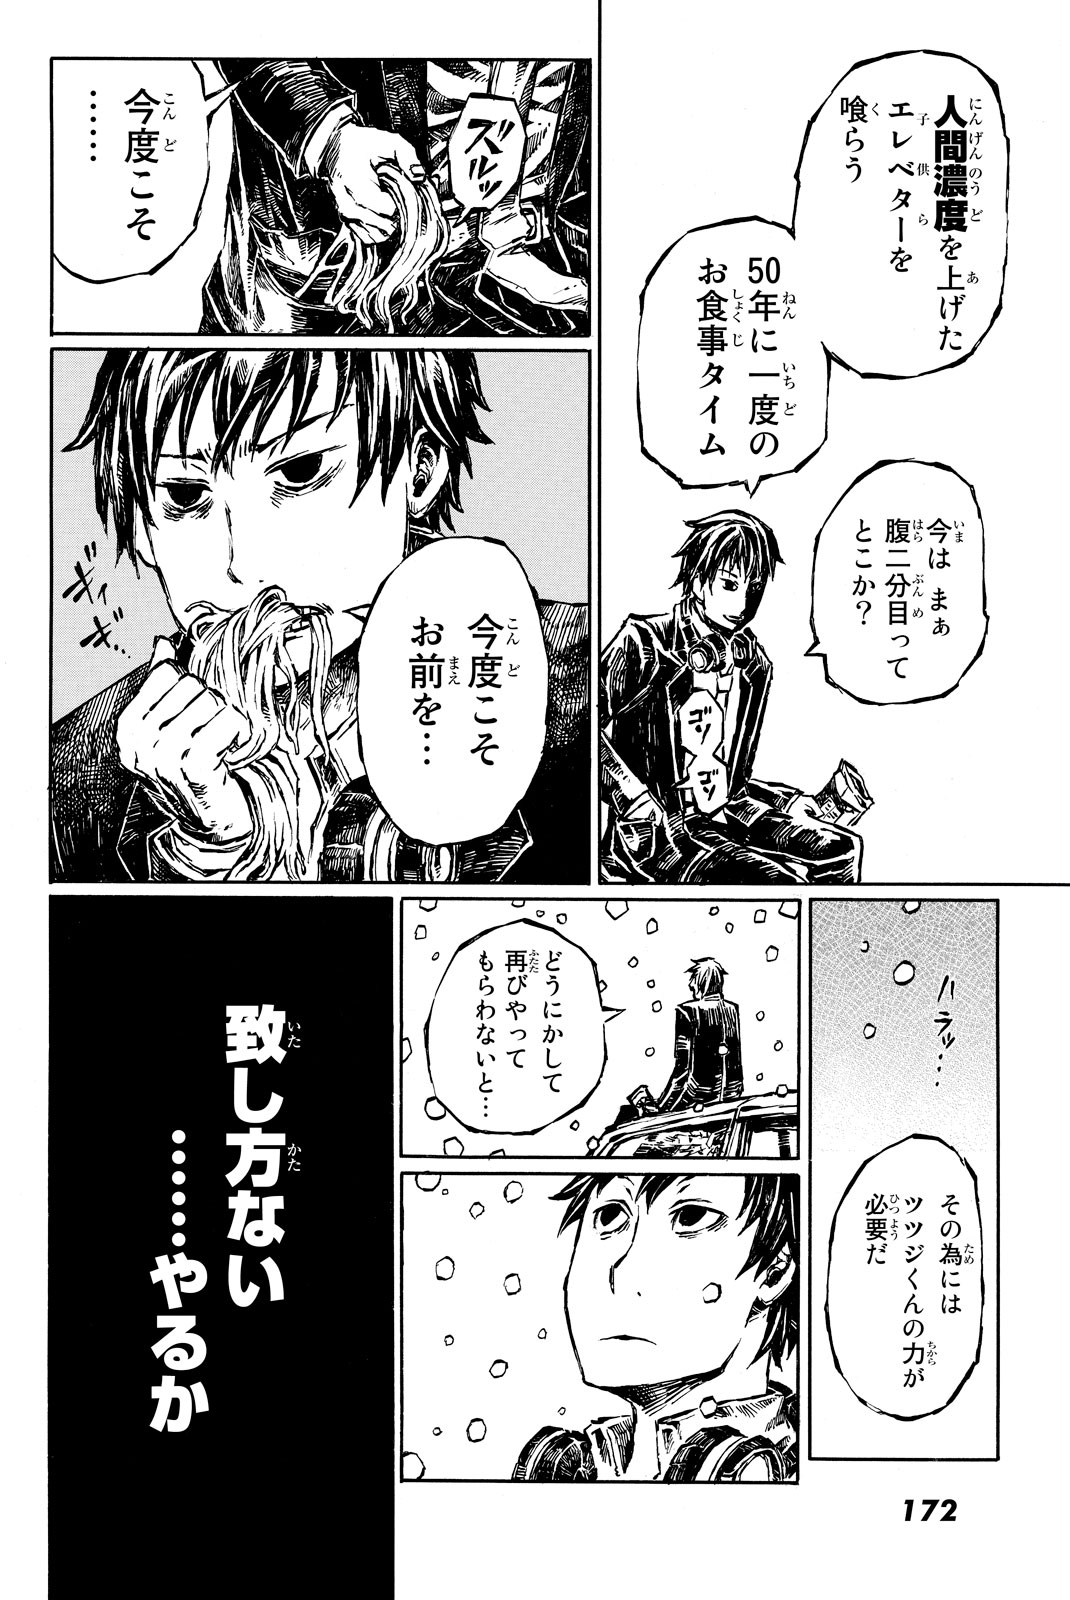 人間濃度を上げた
エレベターを
喰らう
50年に一度の
お食事タイム
今は まぁ
腹二分目って
とこか？
ゴソ
ゴソ
ズルッ
今度こそ
……
ギィ
ギギ…
今度こそ
お前を…
ハラッ…
その為には
ツツジくんの力が
必要だ
どうにかして
再びやって
もらわないと…
致し方ない
……やるか
172